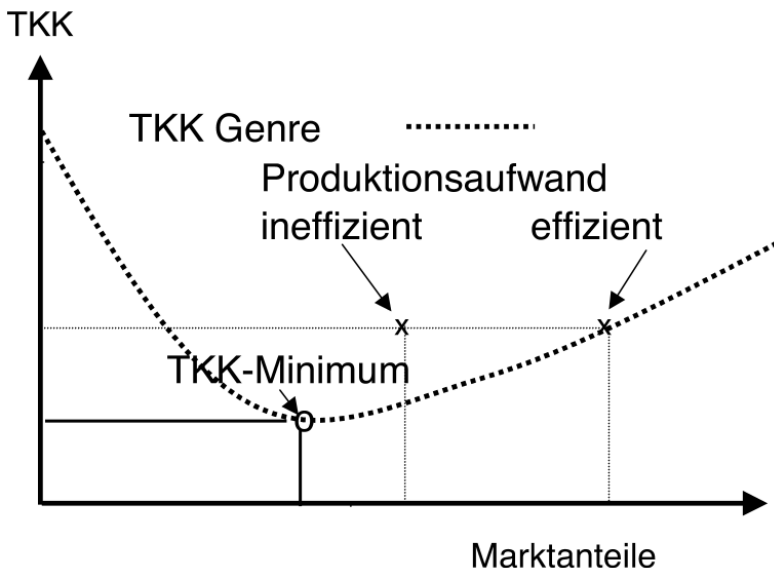 TKK
TKK Genre
Produktionsaufwand
ineffizient effizient
x x
TKK-Minimum
O
Marktanteile